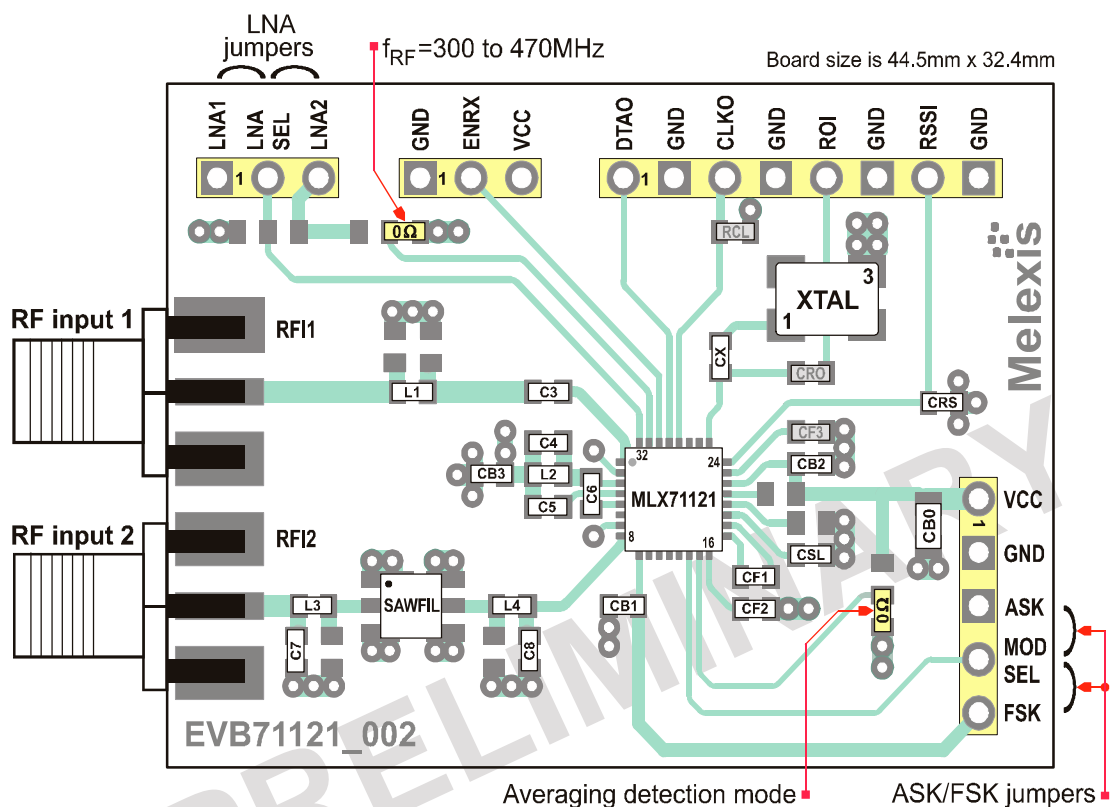 LNA
jumpers
fRF=300 to 470MHz
Board size is 44.5mm x 32.4mm
LNA1
LNA
SEL
LNA2
GND
ENRX
VCC
DTAO
GND
CLKO
GND
ROI
GND
RSSI
GND
1
1
1
0Ω
RCL
XTAL
1
3
Melexis
RF input 1
RFI1
CX
CRO
L1
C3
CRS
C4
CB3
L2
C5
C6
32
24
MLX71121
8
16
CF3
CB2
CSL
CF1
CF2
CB0
VCC
1
GND
ASK
MOD
SEL
FSK
RF input 2
RFI2
L3
SAWFIL
L4
CB1
0Ω
C7
C8
EVB71121_002
PRELIMINARY
Averaging detection mode
ASK/FSK jumpers